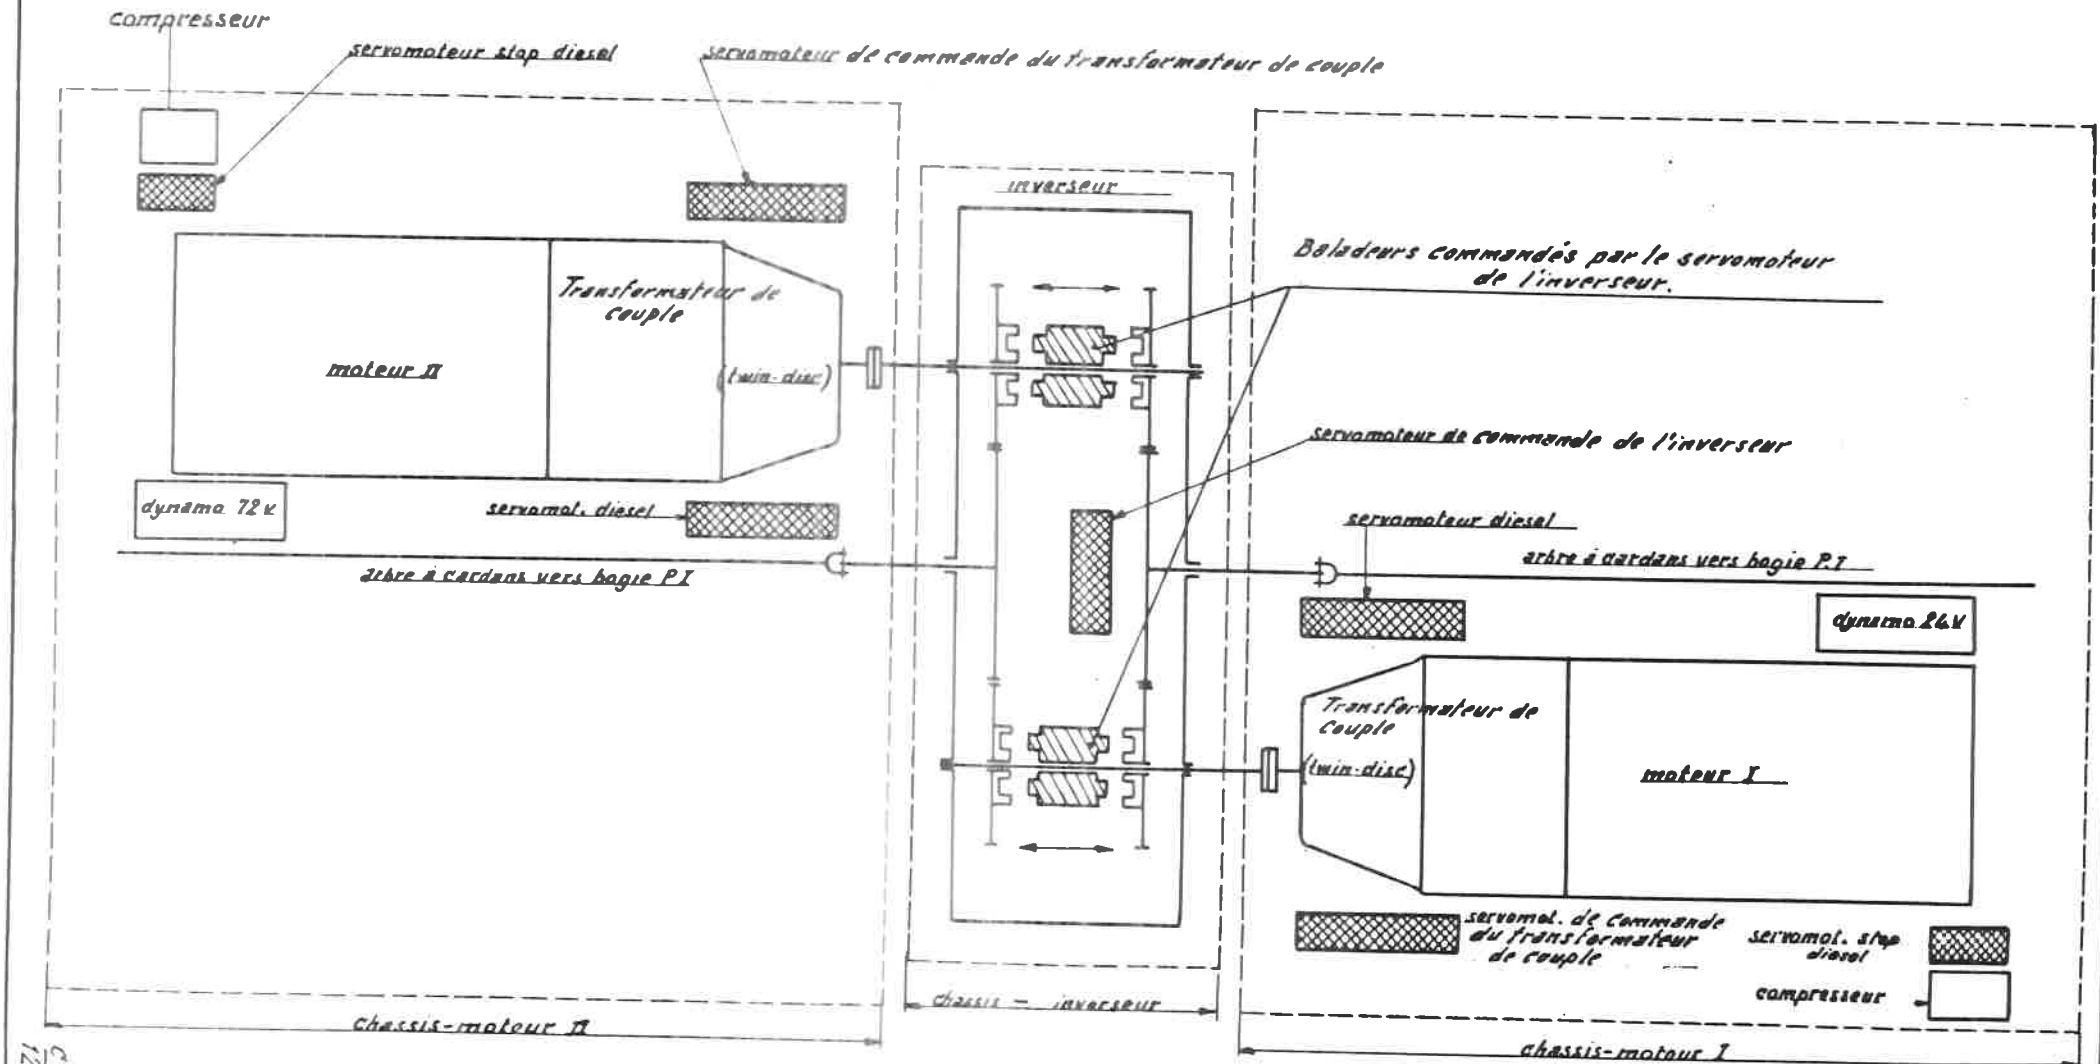 compresseur
servomoteur stop diesel
servomoteur de commande du transformateur de couple
inverseur
Baladeurs commandés par le servomoteur
de l'inverseur.
Transformateur de
couple
moteur II
(twin-disc)
servomoteur de commande de l'inverseur
dynamo 72 v.
servomot. diesel
servomoteur diesel
arbre à cardans vers bogie P.I
arbre à cardans vers bogie P.I
dynamo 24 V
Transformateur de
Couple
(twin-disc)
moteur I
servomot. de Commande
du transformateur
de couple
servomot. stop
diesel
compresseur
chassis - inverseur
chassis-moteur II
chassis-moteur I